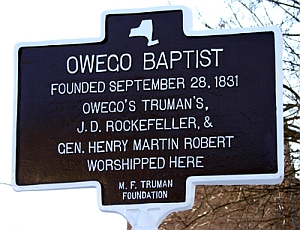 OWEGO BAPTIST
FOUNDED SEPTEMBER 28, 1831
OWEGO'S TRUMAN'S,
J. D. ROCKEFELLER, &
GEN. HENRY MARTIN ROBERT
WORSHIPPED HERE
M. F. TRUMAN
FOUNDATION